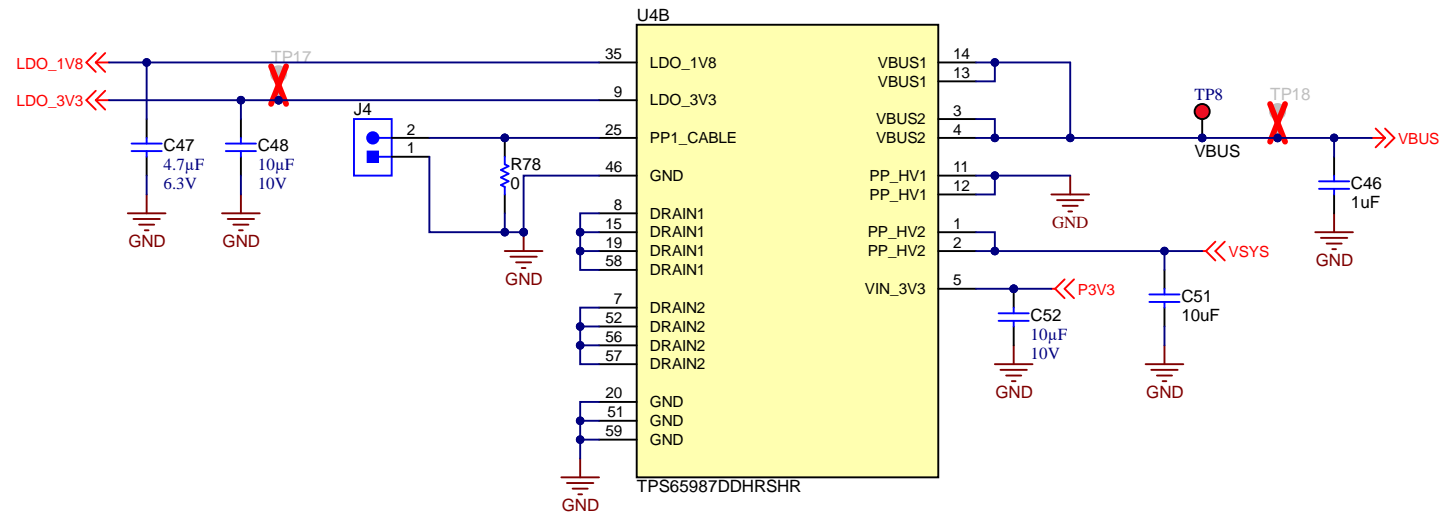 U4B
LDO_1V8
TP17
35
LDO_1V8
VBUS1
14
VBUS1
13
LDO_3V3
9
LDO_3V3
J4
2
1
25
PP1_CABLE
VBUS2
3
VBUS2
4
TP8
VBUS
TP18
VBUS
C47
4.7µF
6.3V
C48
10µF
10V
R78
0
46
GND
PP_HV1
11
PP_HV1
12
GND
C46
1uF
GND
GND
GND
GND
8
DRAIN1
15
DRAIN1
19
DRAIN1
58
DRAIN1
PP_HV2
1
PP_HV2
2
VSYS
VIN_3V3
5
P3V3
C51
10uF
C52
10µF
10V
GND
GND
7
DRAIN2
52
DRAIN2
56
DRAIN2
57
DRAIN2
20
GND
51
GND
59
GND
GND
TPS65987DDHRSHR